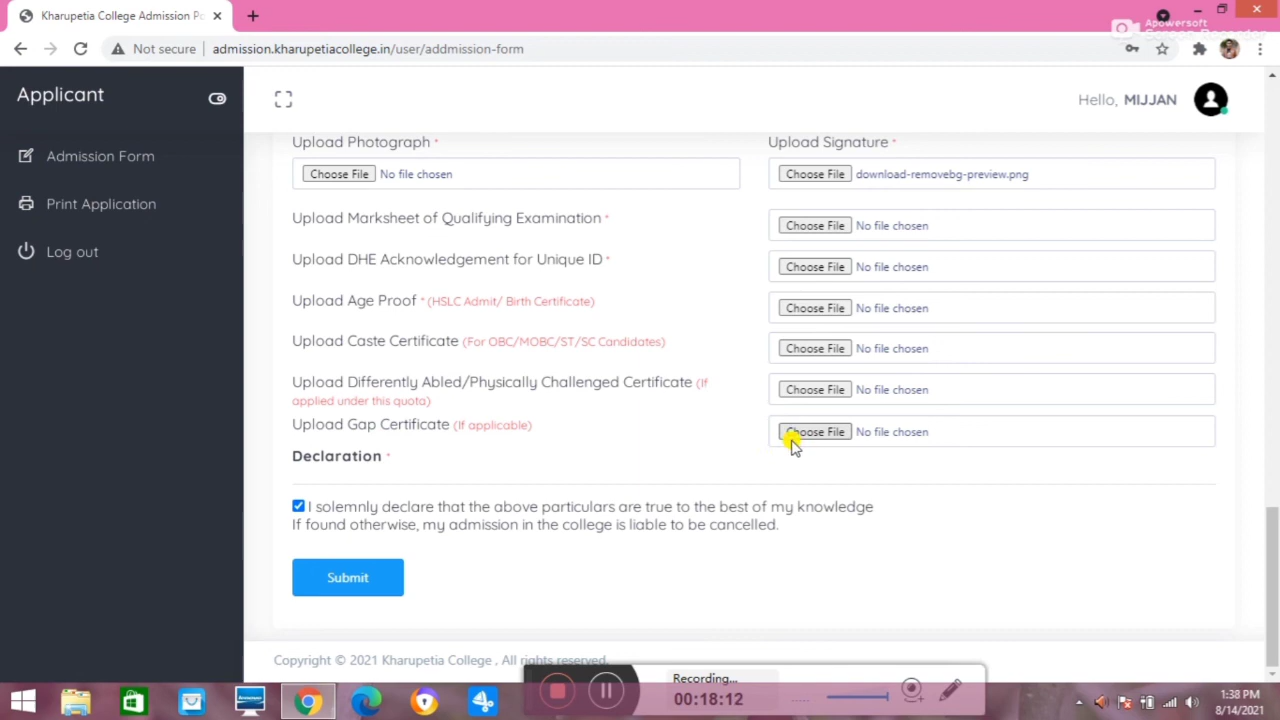 Kharupetia College Admission Po
Apowersoft
Screen Recorder
Not secure
admission.kharupetiacollege.in/user/addmission-form
Applicant
Hello, MIJJAN
Admission Form
Print Application
Log out
Upload Photograph *
Upload Signature *
Choose File No file chosen
Choose File download-removebg-preview.png
Upload Marksheet of Qualifying Examination *
Choose File No file chosen
Upload DHE Acknowledgement for Unique ID *
Choose File No file chosen
Upload Age Proof * (HSLC Admit/ Birth Certificate)
Choose File No file chosen
Upload Caste Certificate (For OBC/MOBC/ST/SC Candidates)
Choose File No file chosen
Upload Differently Abled/Physically Challenged Certificate (If
applied under this quota)
Choose File No file chosen
Upload Gap Certificate (If applicable)
Choose File No file chosen
Declaration *
I solemnly declare that the above particulars are true to the best of my knowledge
If found otherwise, my admission in the college is liable to be cancelled.
Submit
Copyright © 2021 Kharupetia College , All rights reserved.
Recording...
00:18:12
1:38 PM
8/14/2021